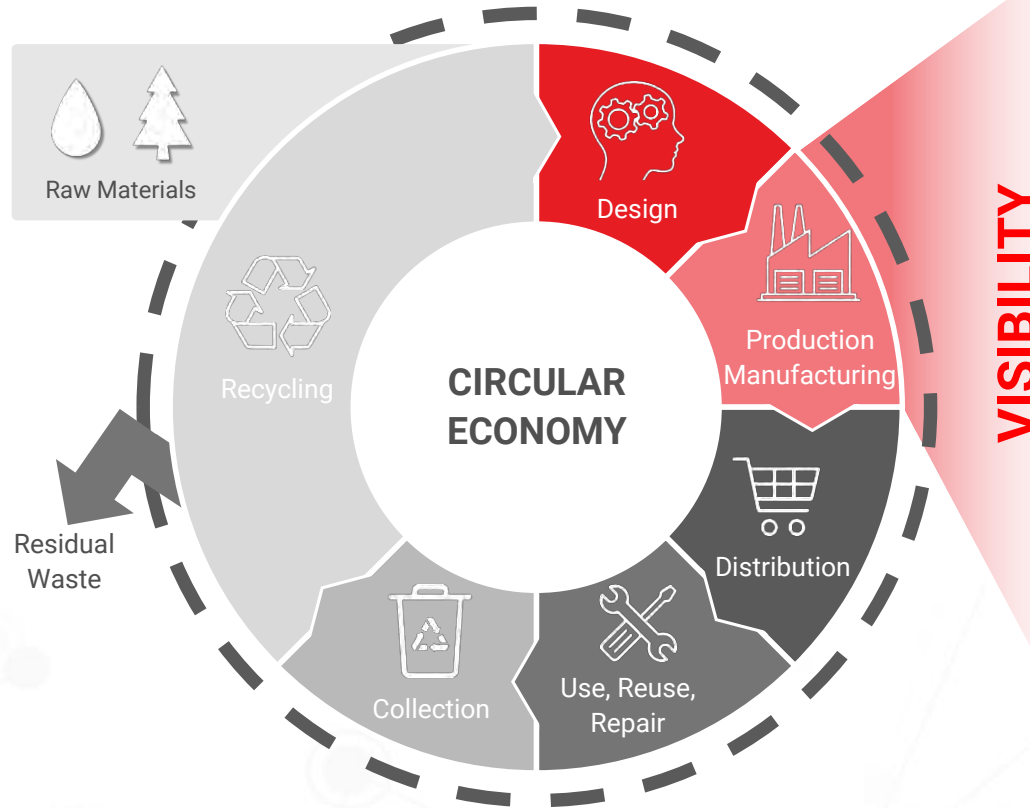 Raw Materials
Design
Production
Manufacturing
VISIBILITY
Recycling
CIRCULAR
ECONOMY
Distribution
Residual
Waste
Use, Reuse,
Repair
Collection